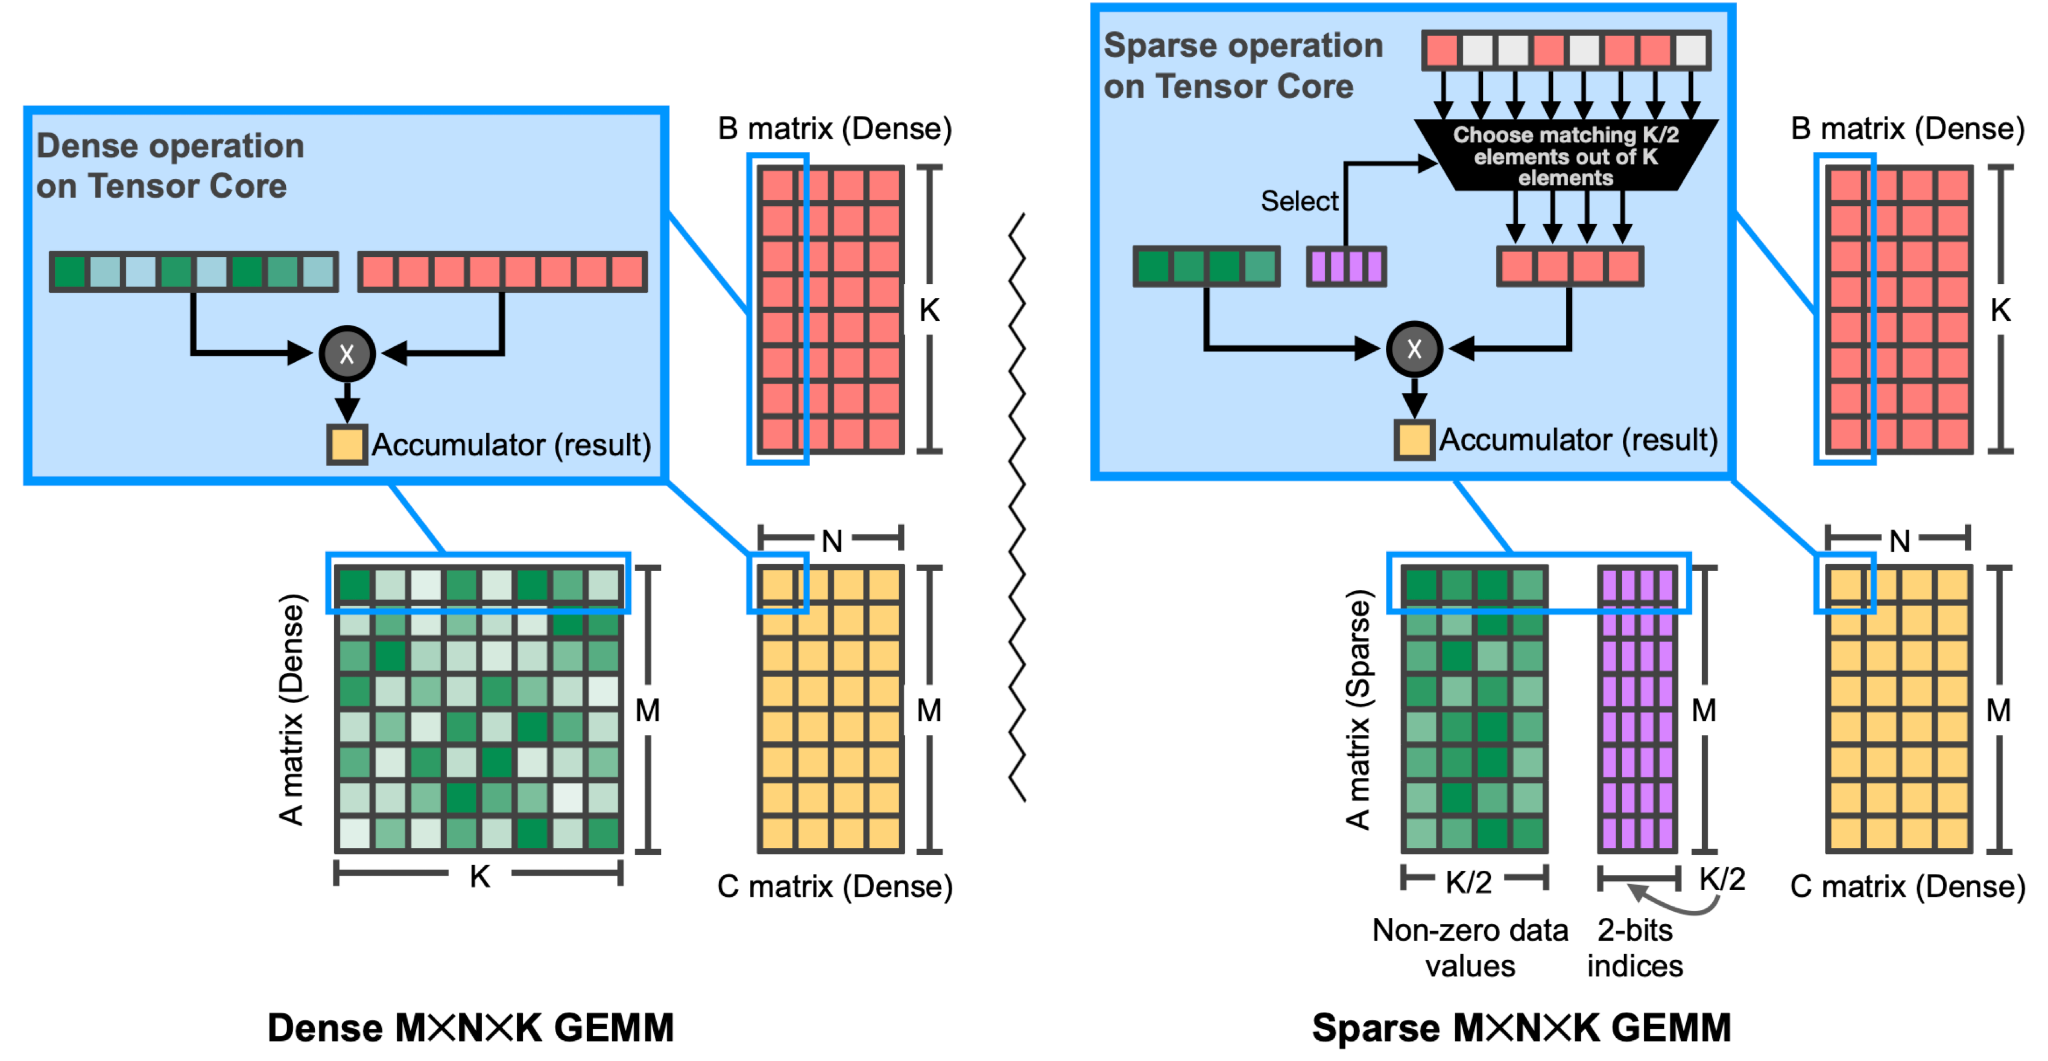 Dense operation
on Tensor Core
X
Accumulator (result)
B matrix (Dense)
K
N
A matrix (Dense)
M
K
M
C matrix (Dense)
Dense M×N×K GEMM
Sparse operation
on Tensor Core
Choose matching K/2
elements out of K
elements
Select
X
Accumulator (result)
B matrix (Dense)
K
N
A matrix (Sparse)
M
K/2
K/2
Non-zero data
values
2-bits
indices
M
C matrix (Dense)
Sparse M×N×K GEMM